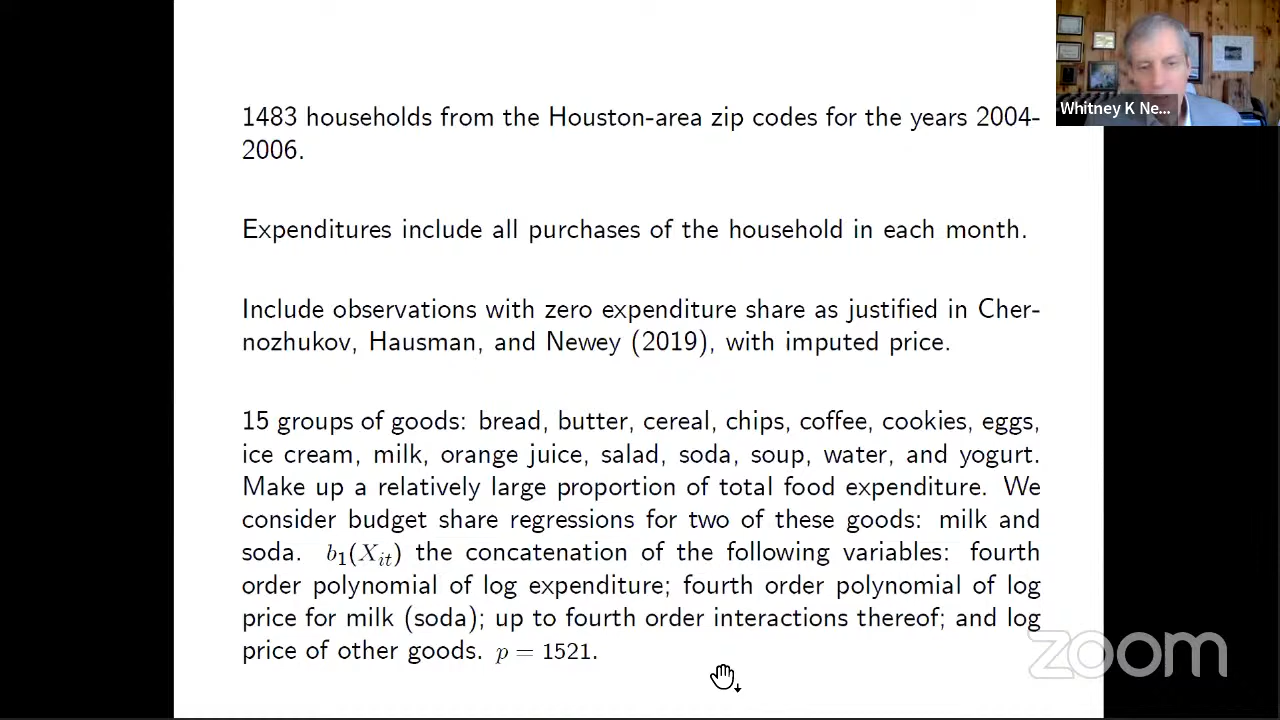 1483 households from the Houston-area zip codes for the years 2004-
2006.
Expenditures include all purchases of the household in each month.
Include observations with zero expenditure share as justified in Cher-
nozhukov, Hausman, and Newey (2019), with imputed price.
15 groups of goods: bread, butter, cereal, chips, coffee, cookies, eggs,
ice cream, milk, orange juice, salad, soda, soup, water, and yogurt.
Make up a relatively large proportion of total food expenditure. We
consider budget share regressions for two of these goods: milk and
soda. b₁(Xᵢₜ) the concatenation of the following variables: fourth
order polynomial of log expenditure; fourth order polynomial of log
price for milk (soda); up to fourth order interactions thereof; and log
price of other goods. p = 1521.
Whitney K Ne...
zoom